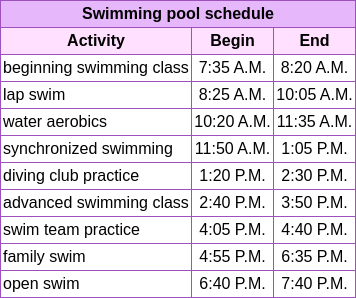 Swimming pool schedule
Activity Begin End
beginning swimming class 7:35 A.M. 8:20 A.M.
lap swim 8:25 A.M. 10:05 A.M.
water aerobics 10:20 A.M. 11:35 A.M.
synchronized swimming 11:50 A.M. 1:05 P.M.
diving club practice 1:20 P.M. 2:30 P.M.
advanced swimming class 2:40 P.M. 3:50 P.M.
swim team practice 4:05 P.M. 4:40 P.M.
family swim 4:55 P.M. 6:35 P.M.
open swim 6:40 P.M. 7:40 P.M.